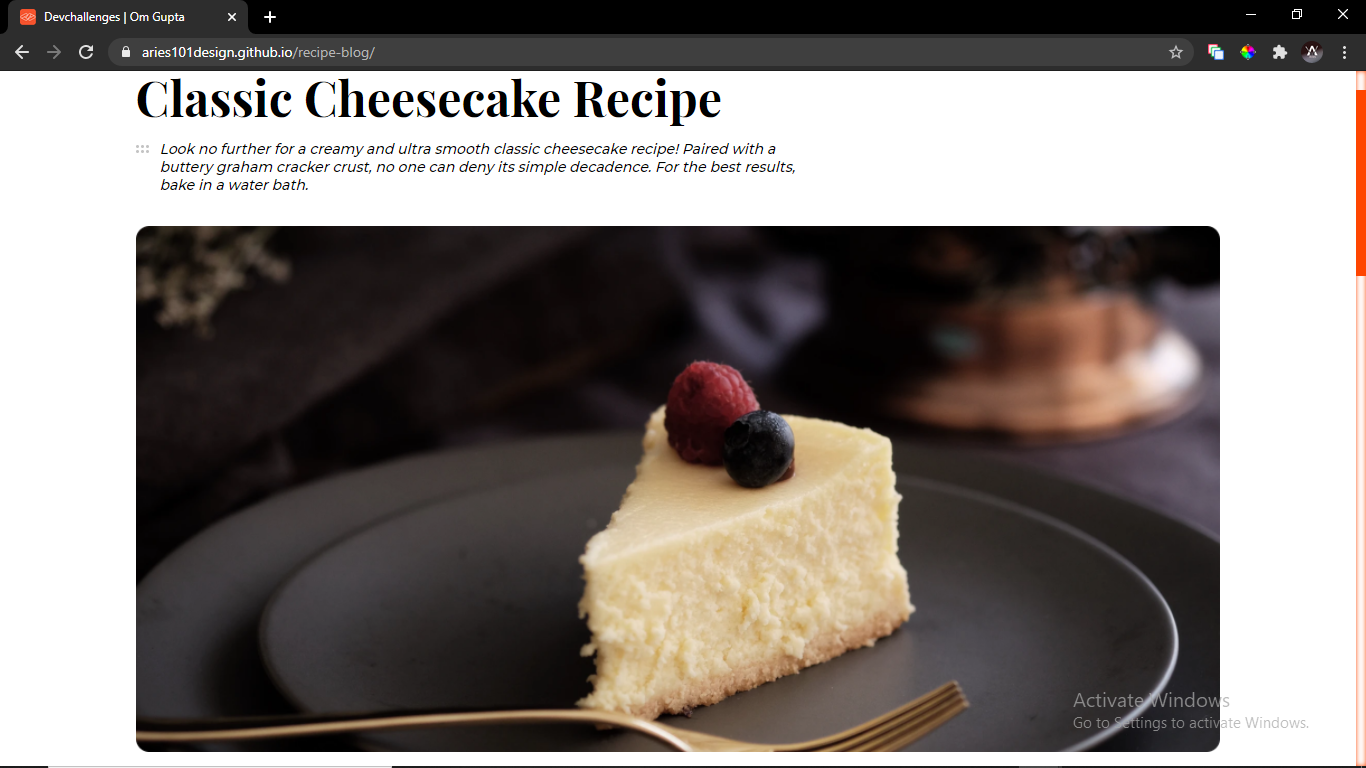 Devchallenges | Om Gupta
aries101design.github.io/recipe-blog/
Classic Cheesecake Recipe
Look no further for a creamy and ultra smooth classic cheesecake recipe! Paired with a
buttery graham cracker crust, no one can deny its simple decadence. For the best results,
bake in a water bath.
Activate Windows
Go to Settings to activate Windows.